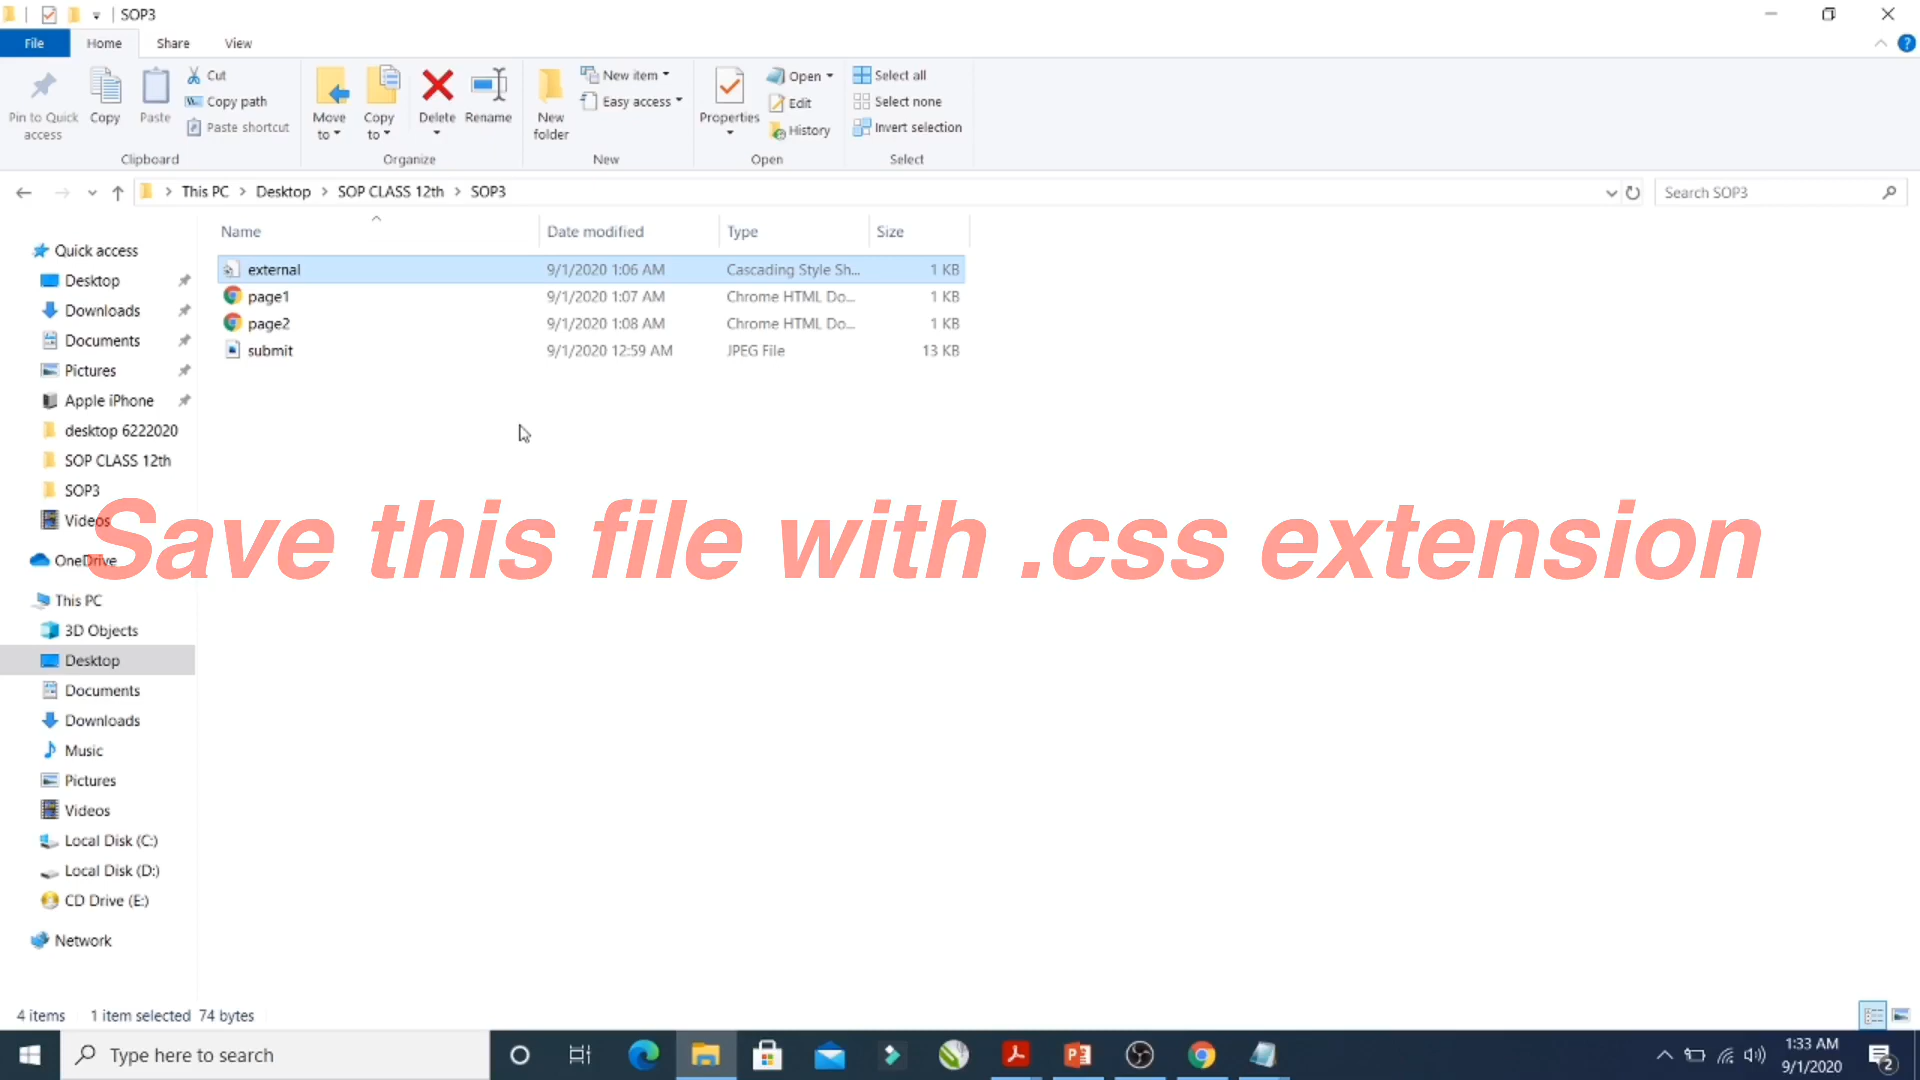 SOP3
File Home Share View
Pin to Quick access
Copy
Paste
Cut
Copy path
Paste shortcut
Clipboard
Move to
Copy to
Delete
Rename
Organize
New folder
New item
Easy access
New
Properties
Open
Edit
History
Open
Select all
Select none
Invert selection
Select
This PC > Desktop > SOP CLASS 12th > SOP3
Search SOP3
Name Date modified Type Size
external 9/1/2020 1:06 AM Cascading Style Sh... 1 KB
page1 9/1/2020 1:07 AM Chrome HTML Do... 1 KB
page2 9/1/2020 1:08 AM Chrome HTML Do... 1 KB
submit 9/1/2020 12:59 AM JPEG File 13 KB
Quick access
Desktop
Downloads
Documents
Pictures
Apple iPhone
desktop 6222020
SOP CLASS 12th
SOP3
Videos
Save this file with .css extension
OneDrive
This PC
3D Objects
Desktop
Documents
Downloads
Music
Pictures
Videos
Local Disk (C:)
Local Disk (D:)
CD Drive (E:)
Network
4 items 1 item selected 74 bytes
Type here to search
1:33 AM
9/1/2020
2